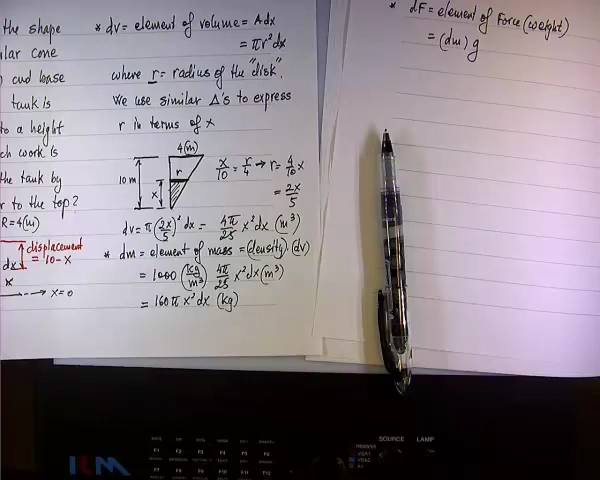 the shape
ilar cone
) and base
tank is
to a height
ch work is
the tank by
r to the top?
R=4(m)
displacement
= 10-x
dx
x
x=0
* dv = element of volume = A dx
= πr²dx
where r = radius of the "disk".
We use similar Δ's to express
r in terms of x
4(m)
r
10 m
x
x/10 = r/4 → r = 4/10 x
= 2x/5
dv = π(2x/5)² dx = 4π/25 x² dx (m³)
* dm = element of mass = (density)·(dv)
= 1000 (kg/m³) 4π/25 x² dx (m³)
= 160π x² dx (kg)
* dF = element of Force (weight)
= (dm) g
SOURCE LAMP